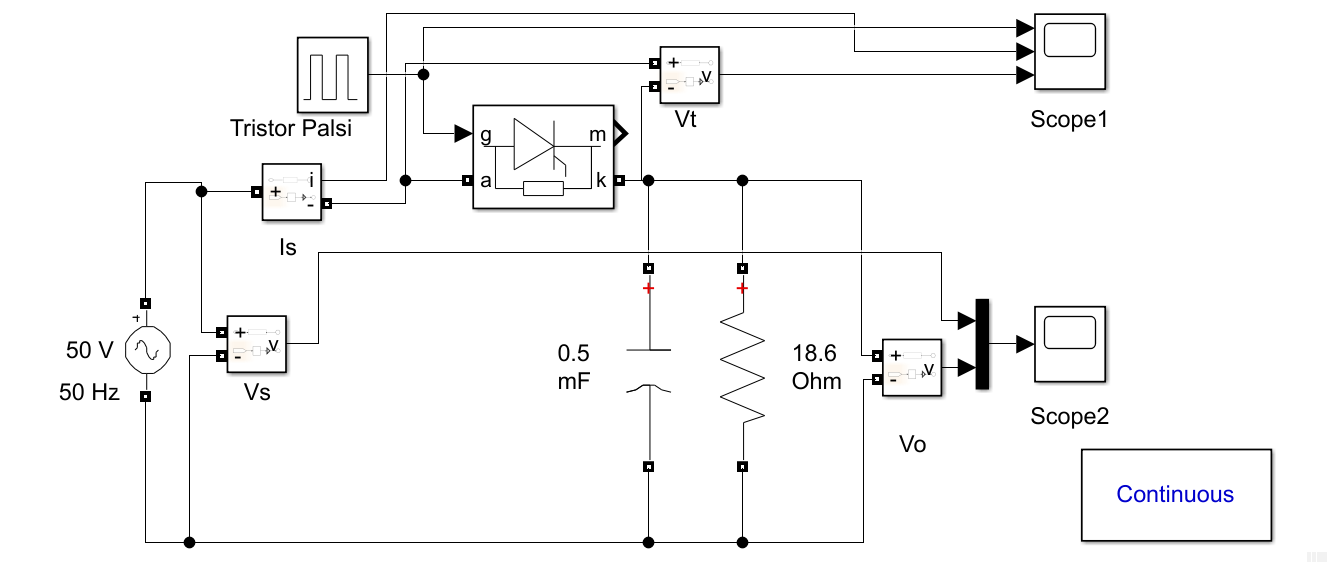 Tristor Palsi
+
-
v
Vt
Scope1
g
m
a
k
i
+
-
Is
+
50 V
50 Hz
+
-
v
Vs
+
+
0.5
mF
18.6
Ohm
+
-
v
Vo
Scope2
Continuous